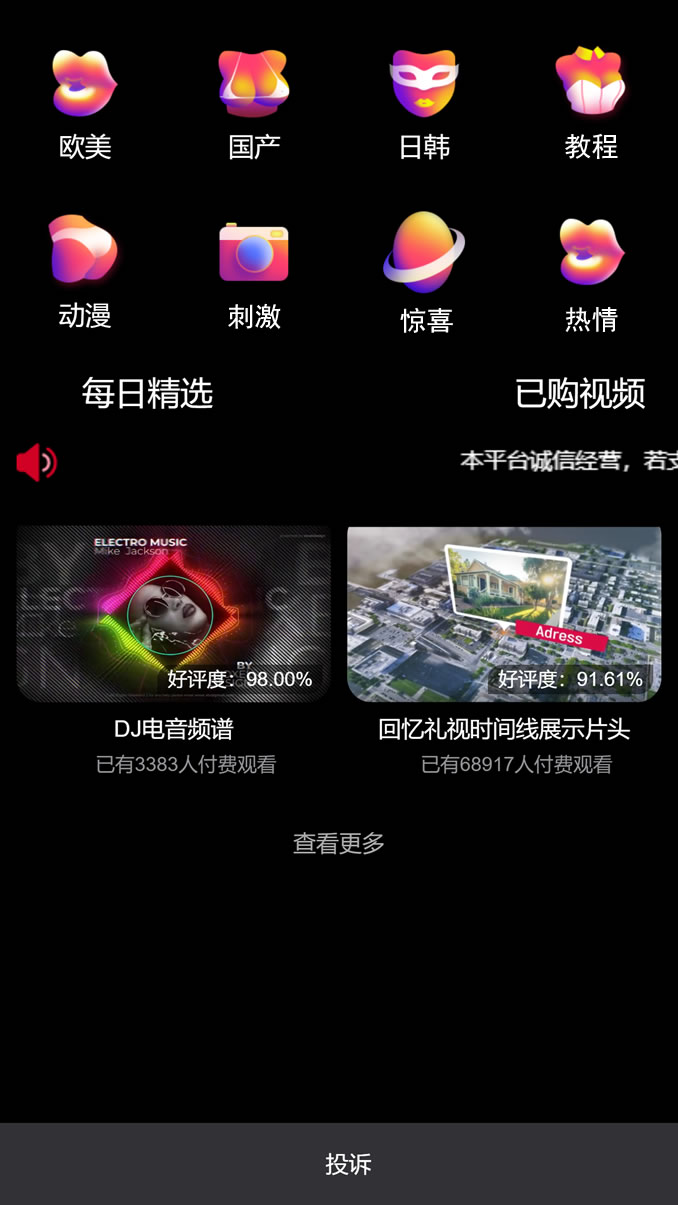 欧美 国产 日韩 教程
动漫 刺激 惊喜 热情
每日精选 已购视频
本平台诚信经营，若支
ELECTRO MUSIC
Mike Jackson
Adress
好评度：98.00% 好评度：91.61%
DJ电音频谱 回忆礼视时间线展示片头
已有3383人付费观看 已有68917人付费观看
查看更多
投诉